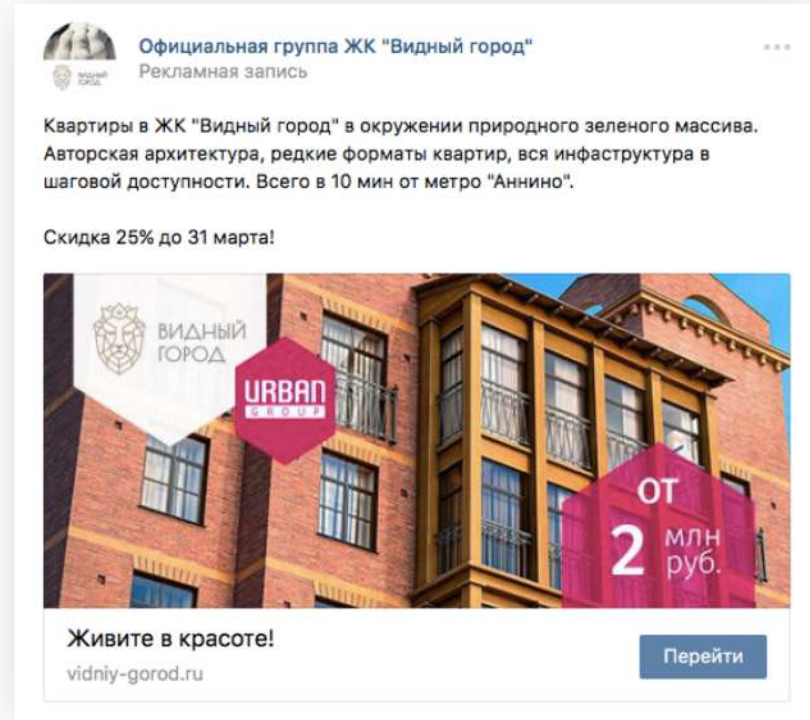 Официальная группа ЖК "Видный город"
Рекламная запись
ВИДНЫЙ
ГОРОД
Квартиры в ЖК "Видный город" в окружении природного зеленого массива.
Авторская архитектура, редкие форматы квартир, вся инфаструктура в
шаговой доступности. Всего в 10 мин от метро "Аннино".
Скидка 25% до 31 марта!
ВИДНЫЙ
ГОРОД
URBAN
GROUP
от
2 млн
руб.
Живите в красоте!
vidniy-gorod.ru
Перейти